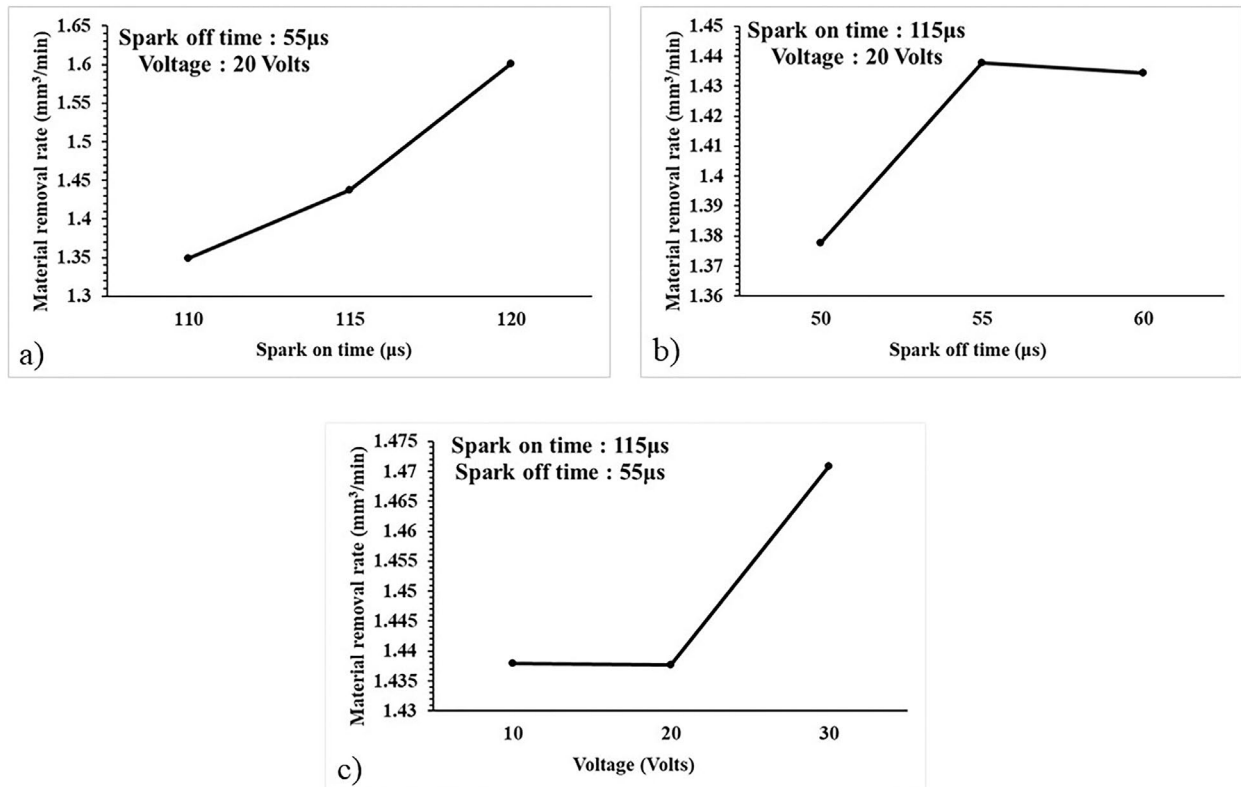 Spark off time : 55µs
Voltage : 20 Volts
Material removal rate (mm³/min)
1.65
1.6
1.55
1.5
1.45
1.4
1.35
1.3
110 115 120
Spark on time (µs)
a)
Spark on time : 115µs
Voltage : 20 Volts
Material removal rate (mm³/min)
1.45
1.44
1.43
1.42
1.41
1.4
1.39
1.38
1.37
1.36
50 55 60
Spark off time (µs)
b)
Spark on time : 115µs
Spark off time : 55µs
Material removal rate (mm³/min)
1.475
1.47
1.465
1.46
1.455
1.45
1.445
1.44
1.435
1.43
10 20 30
Voltage (Volts)
c)